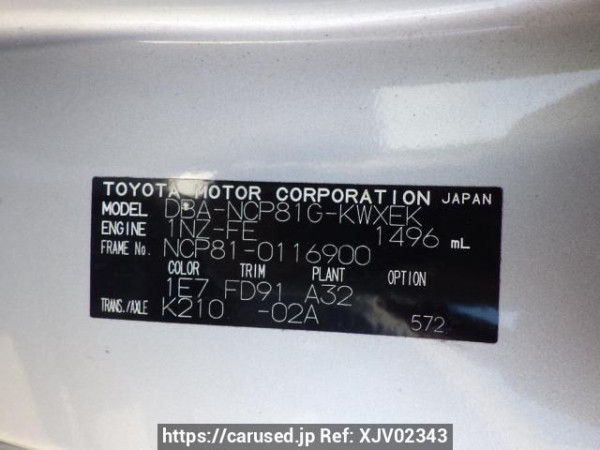 TOYOTA MOTOR CORPORATION JAPAN
MODEL DBA-NCP81G-KWXEK
ENGINE 1NZ-FE 1496 mL
FRAME No. NCP81-0116900
COLOR TRIM PLANT OPTION
1E7 FD91 A32
TRANS./AXLE K210 -02A
572
https://carused.jp Ref: XJV02343